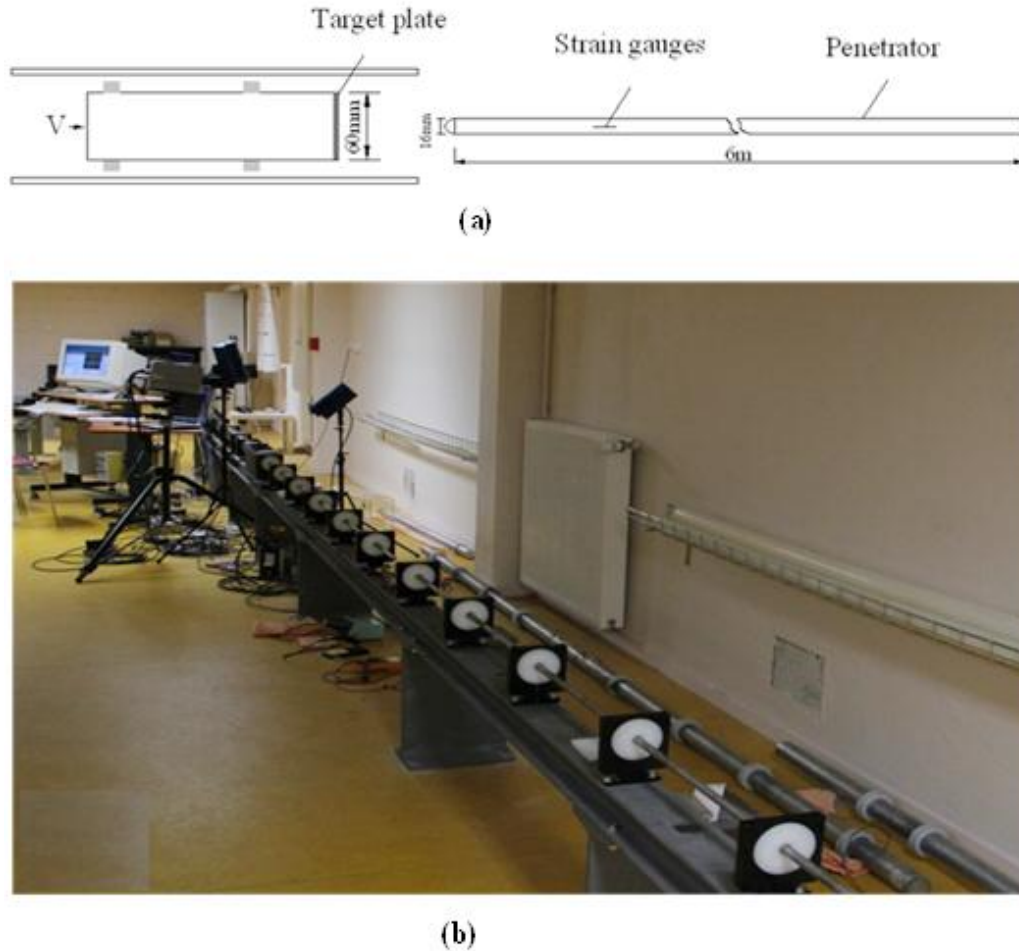 Target plate
Strain gauges
Penetrator
V
60mm
16mm
6m
(a)
(b)